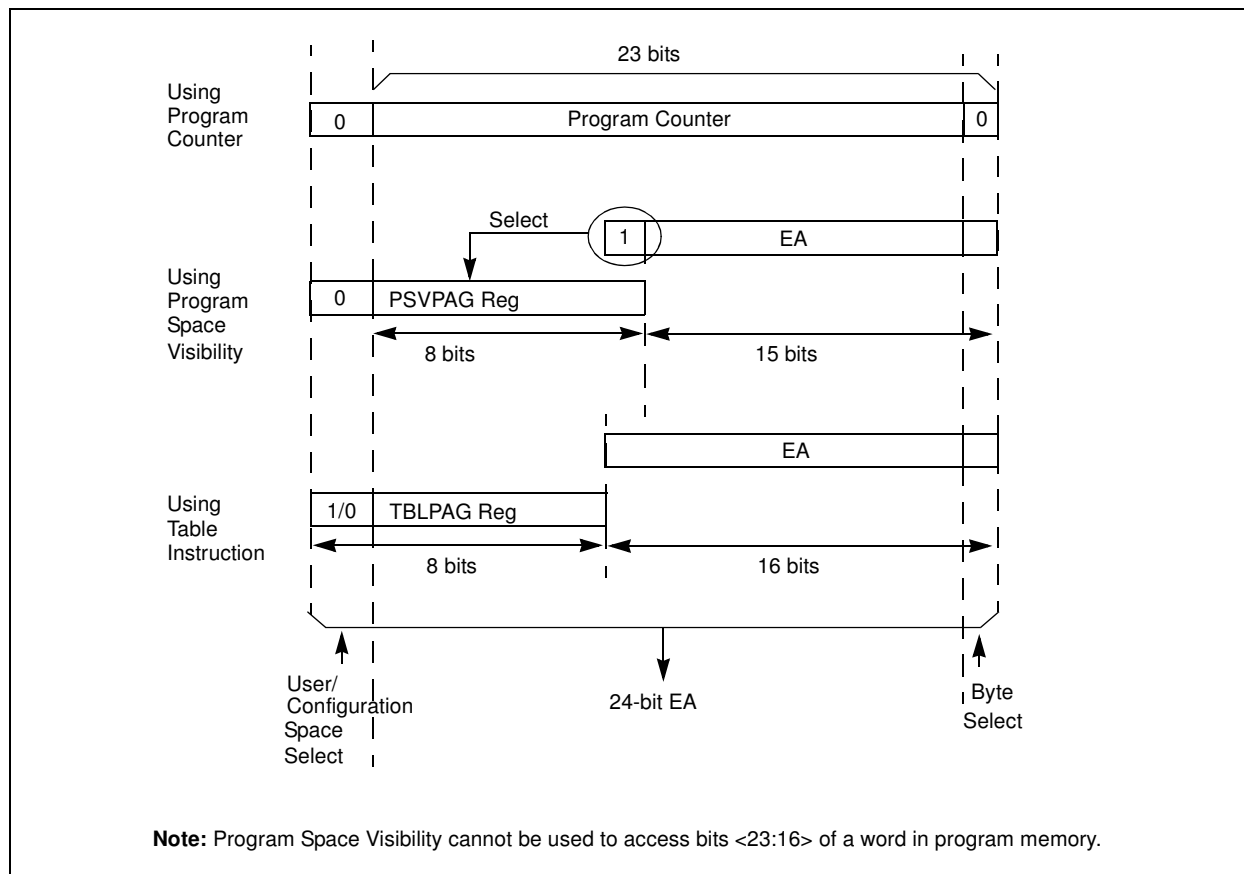 23 bits
Using
Program
Counter
0
Program Counter
0
Select
1
EA
Using
Program
Space
Visibility
0
PSVPAG Reg
8 bits
15 bits
EA
Using
Table
Instruction
1/0
TBLPAG Reg
8 bits
16 bits
User/
Configuration
Space
Select
24-bit EA
Byte
Select
Note: Program Space Visibility cannot be used to access bits <23:16> of a word in program memory.